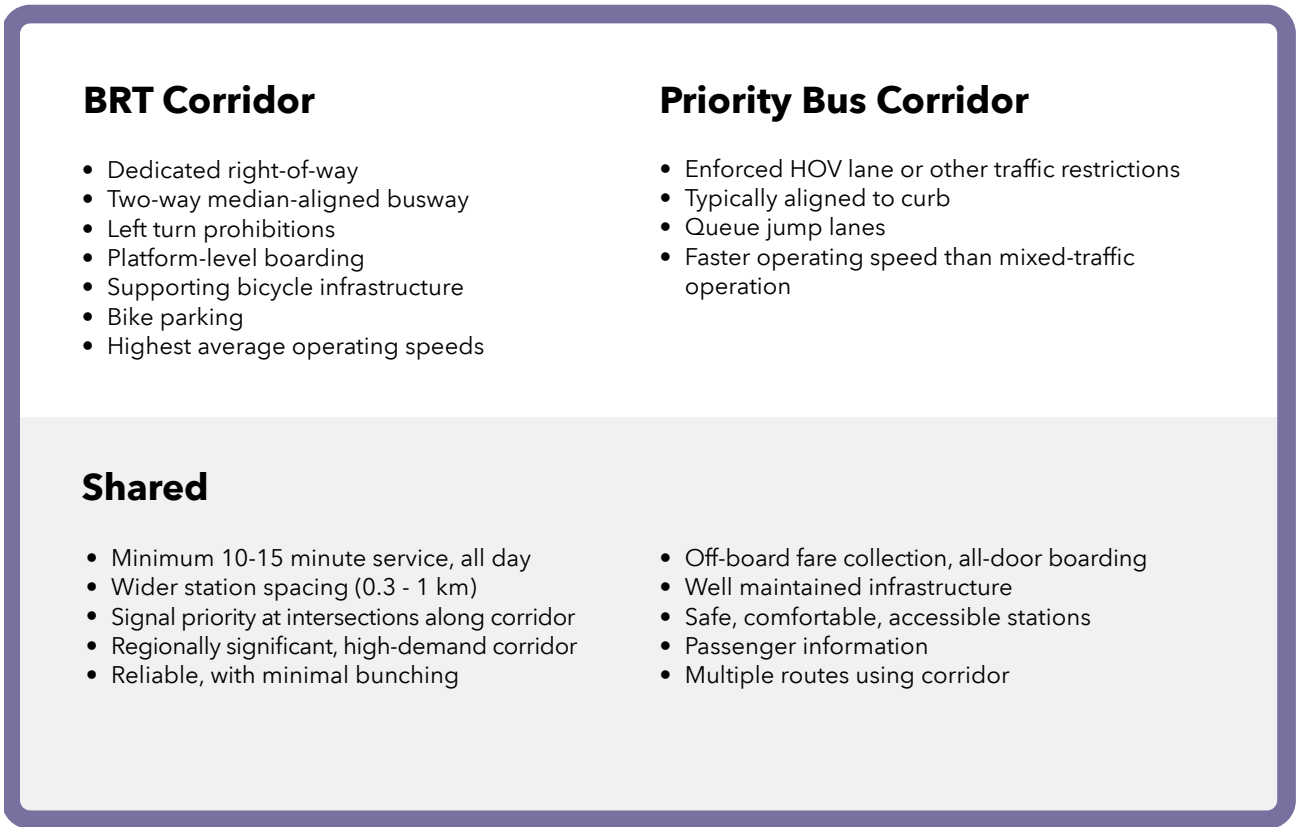 BRT Corridor
• Dedicated right-of-way
• Two-way median-aligned busway
• Left turn prohibitions
• Platform-level boarding
• Supporting bicycle infrastructure
• Bike parking
• Highest average operating speeds
Priority Bus Corridor
• Enforced HOV lane or other traffic restrictions
• Typically aligned to curb
• Queue jump lanes
• Faster operating speed than mixed-traffic
operation
Shared
• Minimum 10-15 minute service, all day
• Wider station spacing (0.3 - 1 km)
• Signal priority at intersections along corridor
• Regionally significant, high-demand corridor
• Reliable, with minimal bunching
• Off-board fare collection, all-door boarding
• Well maintained infrastructure
• Safe, comfortable, accessible stations
• Passenger information
• Multiple routes using corridor